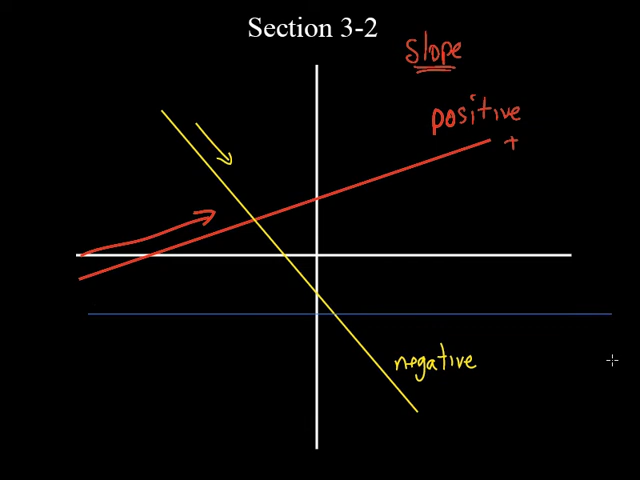 Section 3-2
slope
positive
+
negative